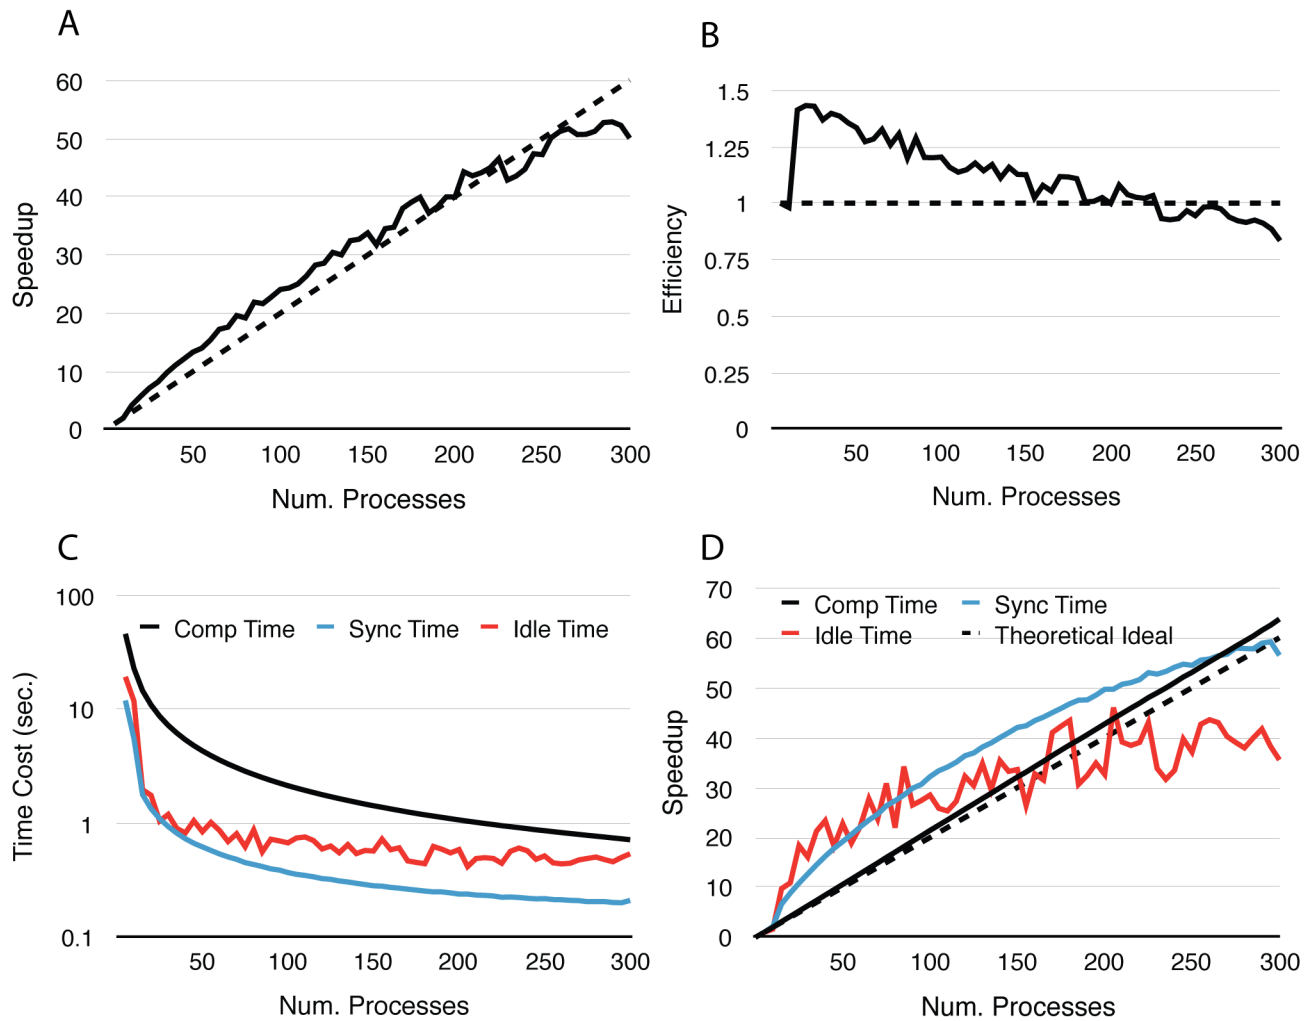 A
60
50
40
30
20
10
0
Speedup
50 100 150 200 250 300
Num. Processes
B
1.5
1.25
1
0.75
0.5
0.25
0
Efficiency
50 100 150 200 250 300
Num. Processes
C
100
10
1
0.1
Time Cost (sec.)
Comp Time Sync Time Idle Time
50 100 150 200 250 300
Num. Processes
D
70
60
50
40
30
20
10
0
Speedup
Comp Time Sync Time
Idle Time Theoretical Ideal
50 100 150 200 250 300
Num. Processes